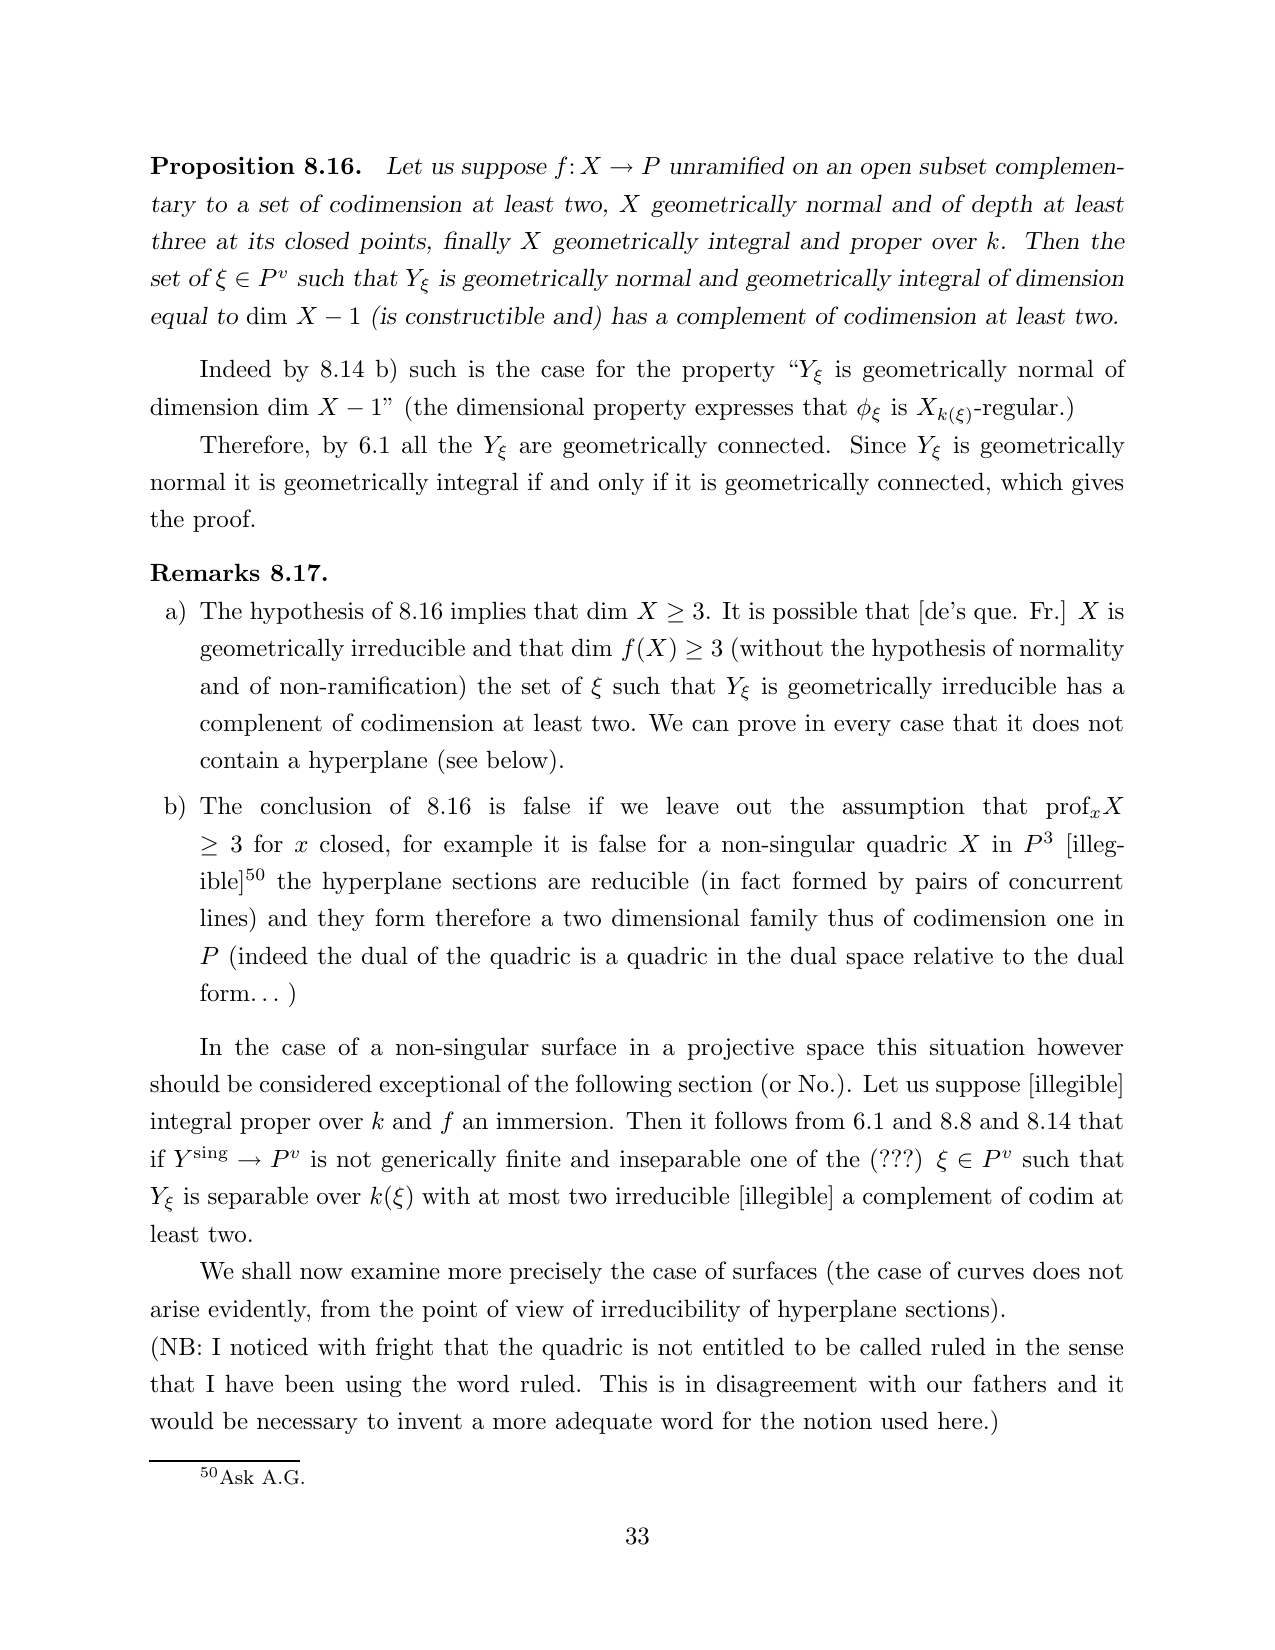 Proposition 8.16. Let us suppose f: X → P unramified on an open subset complemen-
tary to a set of codimension at least two, X geometrically normal and of depth at least
three at its closed points, finally X geometrically integral and proper over k. Then the
set of ξ ∈ Pᵛ such that Y_ξ is geometrically normal and geometrically integral of dimension
equal to dim X − 1 (is constructible and) has a complement of codimension at least two.
Indeed by 8.14 b) such is the case for the property “Y_ξ is geometrically normal of
dimension dim X − 1” (the dimensional property expresses that ϕ_ξ is X_{k(ξ)}-regular.)
Therefore, by 6.1 all the Y_ξ are geometrically connected. Since Y_ξ is geometrically
normal it is geometrically integral if and only if it is geometrically connected, which gives
the proof.
Remarks 8.17.
a) The hypothesis of 8.16 implies that dim X ≥ 3. It is possible that [de’s que. Fr.] X is
geometrically irreducible and that dim f(X) ≥ 3 (without the hypothesis of normality
and of non-ramification) the set of ξ such that Y_ξ is geometrically irreducible has a
complenent of codimension at least two. We can prove in every case that it does not
contain a hyperplane (see below).
b) The conclusion of 8.16 is false if we leave out the assumption that prof_x X
≥ 3 for x closed, for example it is false for a non-singular quadric X in P³ [illeg-
ible]⁵⁰ the hyperplane sections are reducible (in fact formed by pairs of concurrent
lines) and they form therefore a two dimensional family thus of codimension one in
P (indeed the dual of the quadric is a quadric in the dual space relative to the dual
form. . . )
In the case of a non-singular surface in a projective space this situation however
should be considered exceptional of the following section (or No.). Let us suppose [illegible]
integral proper over k and f an immersion. Then it follows from 6.1 and 8.8 and 8.14 that
if Y^sing → Pᵛ is not generically finite and inseparable one of the (???) ξ ∈ Pᵛ such that
Y_ξ is separable over k(ξ) with at most two irreducible [illegible] a complement of codim at
least two.
We shall now examine more precisely the case of surfaces (the case of curves does not
arise evidently, from the point of view of irreducibility of hyperplane sections).
(NB: I noticed with fright that the quadric is not entitled to be called ruled in the sense
that I have been using the word ruled. This is in disagreement with our fathers and it
would be necessary to invent a more adequate word for the notion used here.)
⁵⁰Ask A.G.
33